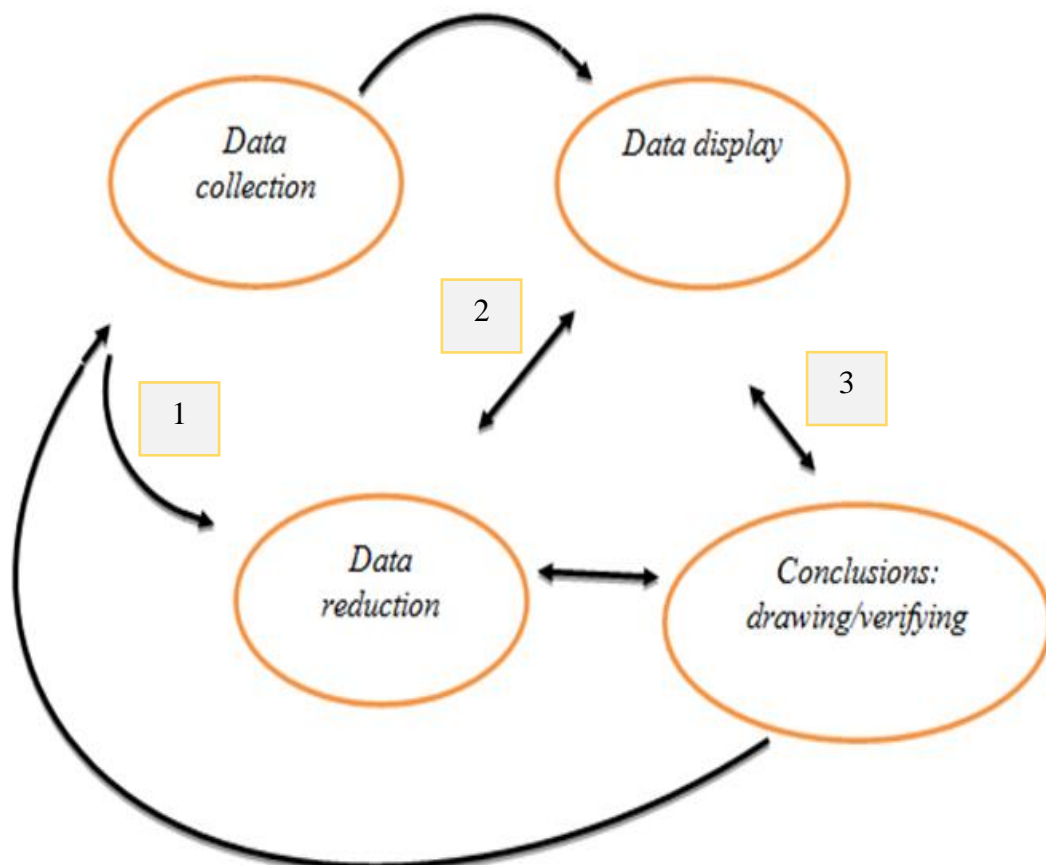 Data
collection
Data display
2
3
1
Data
reduction
Conclusions:
drawing/verifying